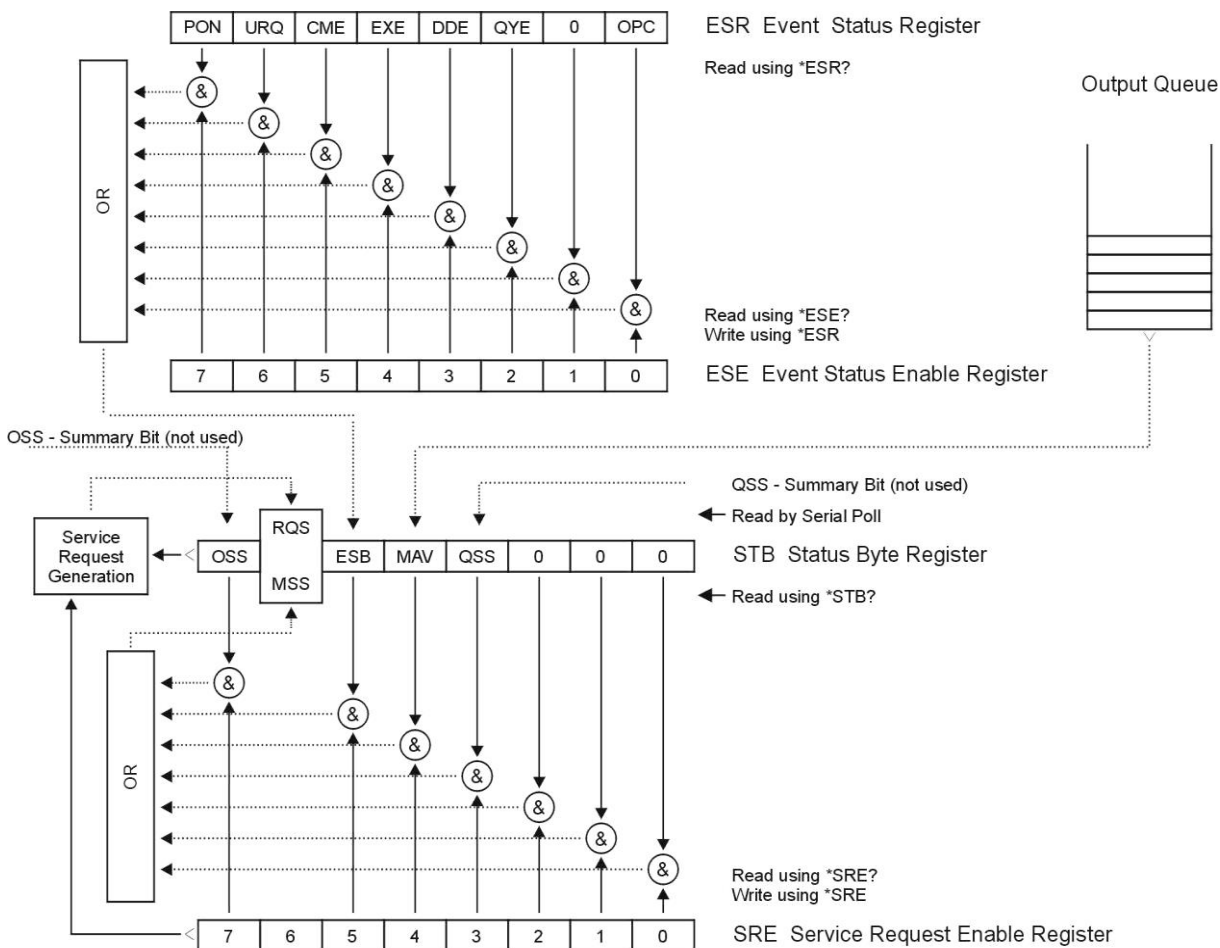 PON URQ CME EXE DDE QYE 0 OPC
ESR Event Status Register
Read using *ESR?
Output Queue
& & & & & & & &
OR
Read using *ESE?
Write using *ESR
7 6 5 4 3 2 1 0
ESE Event Status Enable Register
OSS - Summary Bit (not used)
QSS - Summary Bit (not used)
Read by Serial Poll
Service
Request
Generation
RQS
MSS
OSS ESB MAV QSS 0 0 0
STB Status Byte Register
Read using *STB?
& & & & & & &
OR
Read using *SRE?
Write using *SRE
7 6 5 4 3 2 1 0
SRE Service Request Enable Register